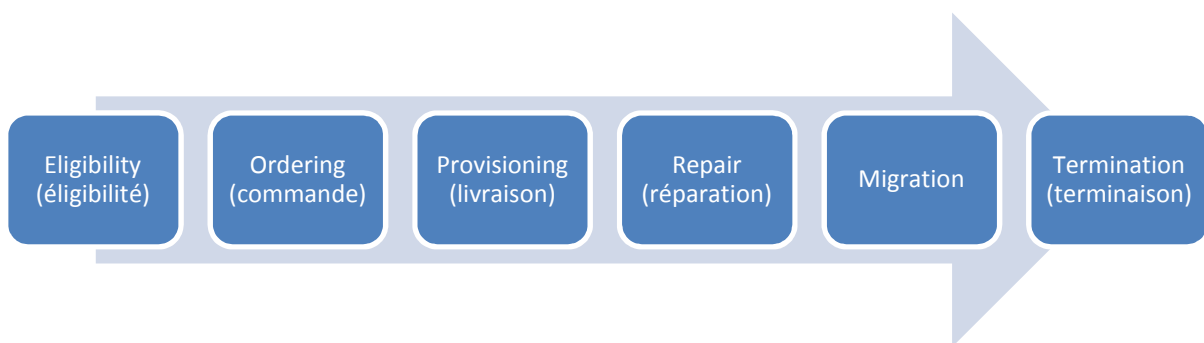 Eligibility
(éligibilité)
Ordering
(commande)
Provisioning
(livraison)
Repair
(réparation)
Migration
Termination
(terminaison)